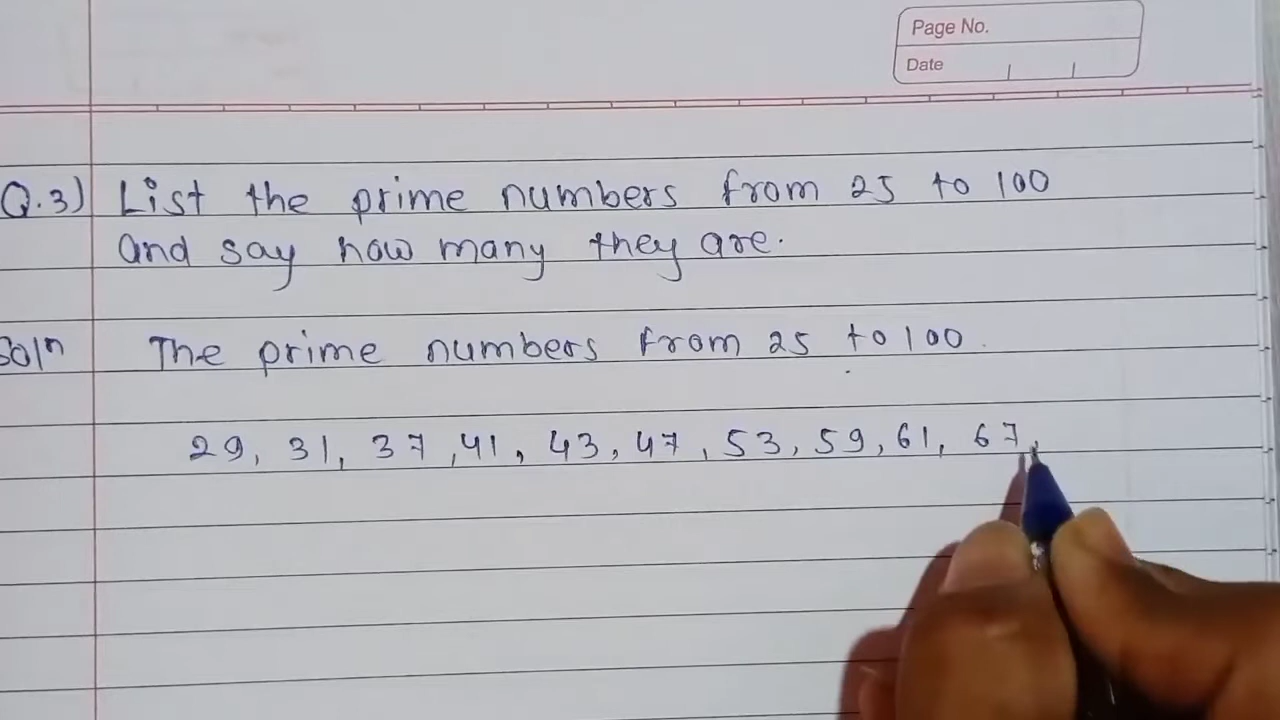 Page No.
Date
Q.3) List the prime numbers from 25 to 100
and say how many they are.
Soln The prime numbers from 25 to 100.
29, 31, 37, 41, 43, 47, 53, 59, 61, 67,